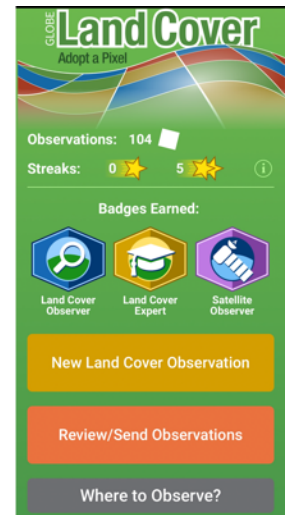 GLOBE
Land Cover
Adopt a Pixel
Observations: 104
Streaks: 0 5
Badges Earned:
Land Cover Observer
Land Cover Expert
Satellite Observer
New Land Cover Observation
Review/Send Observations
Where to Observe?